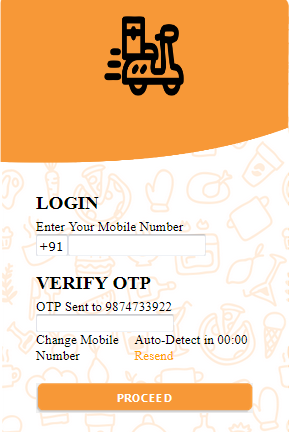 LOGIN
Enter Your Mobile Number
+91
VERIFY OTP
OTP Sent to 9874733922
Change Mobile Number
Auto-Detect in 00:00
Resend
PROCEED